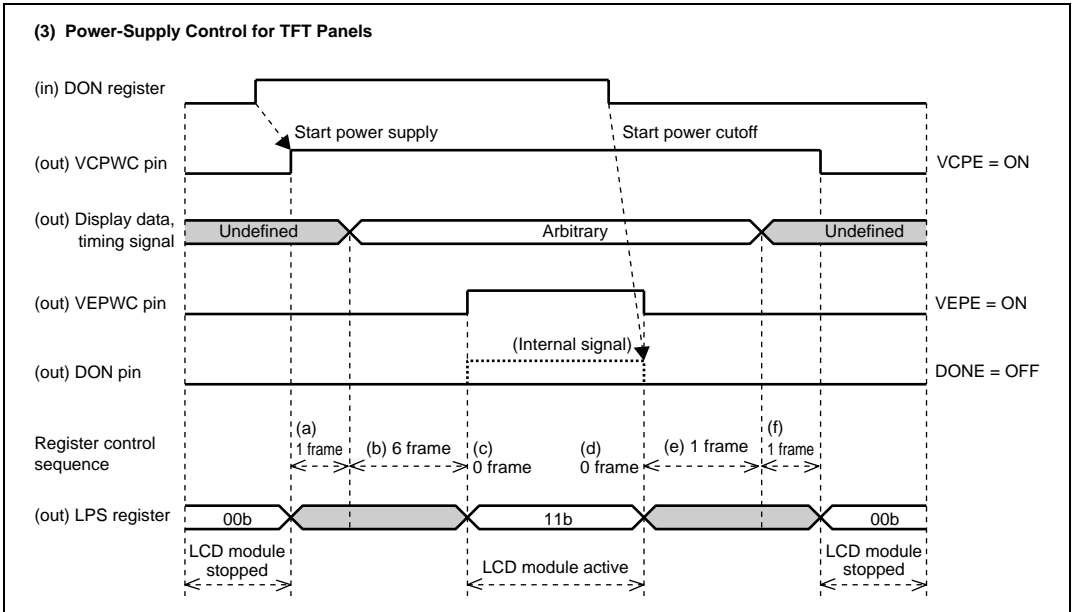 (3) Power-Supply Control for TFT Panels
(in) DON register
Start power supply
Start power cutoff
(out) VCPWC pin
VCPE = ON
(out) Display data,
timing signal
Undefined
Arbitrary
Undefined
(out) VEPWC pin
VEPE = ON
(Internal signal)
(out) DON pin
DONE = OFF
Register control
sequence
(a)
1 frame
(b) 6 frame
(c)
0 frame
(d)
0 frame
(e) 1 frame
(f)
1 frame
(out) LPS register
00b
11b
00b
LCD module
stopped
LCD module active
LCD module
stopped